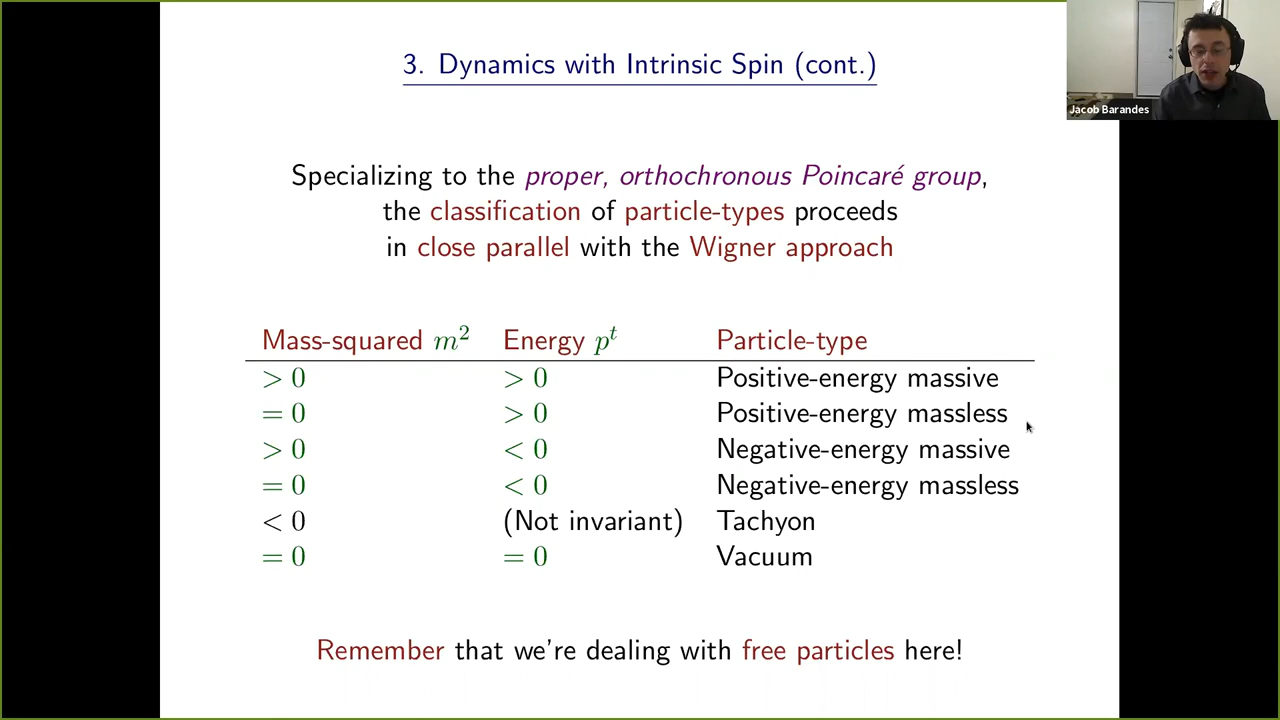 3. Dynamics with Intrinsic Spin (cont.)
Jacob Barandes
Specializing to the proper, orthochronous Poincaré group,
the classification of particle-types proceeds
in close parallel with the Wigner approach
Mass-squared m² Energy pᵗ Particle-type
> 0 > 0 Positive-energy massive
= 0 > 0 Positive-energy massless
> 0 < 0 Negative-energy massive
= 0 < 0 Negative-energy massless
< 0 (Not invariant) Tachyon
= 0 = 0 Vacuum
Remember that we're dealing with free particles here!